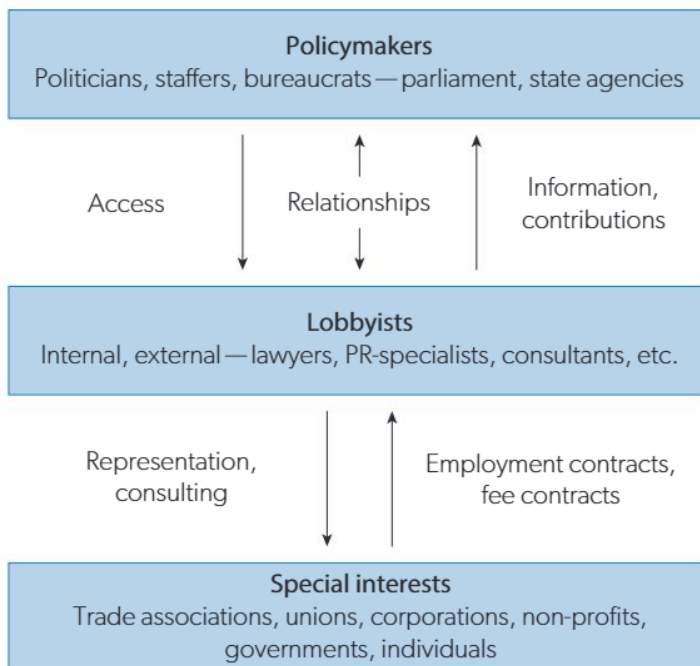 Policymakers
Politicians, staffers, bureaucrats—parliament, state agencies
Access
Relationships
Information,
contributions
Lobbyists
Internal, external—lawyers, PR-specialists, consultants, etc.
Representation,
consulting
Employment contracts,
fee contracts
Special interests
Trade associations, unions, corporations, non-profits,
governments, individuals